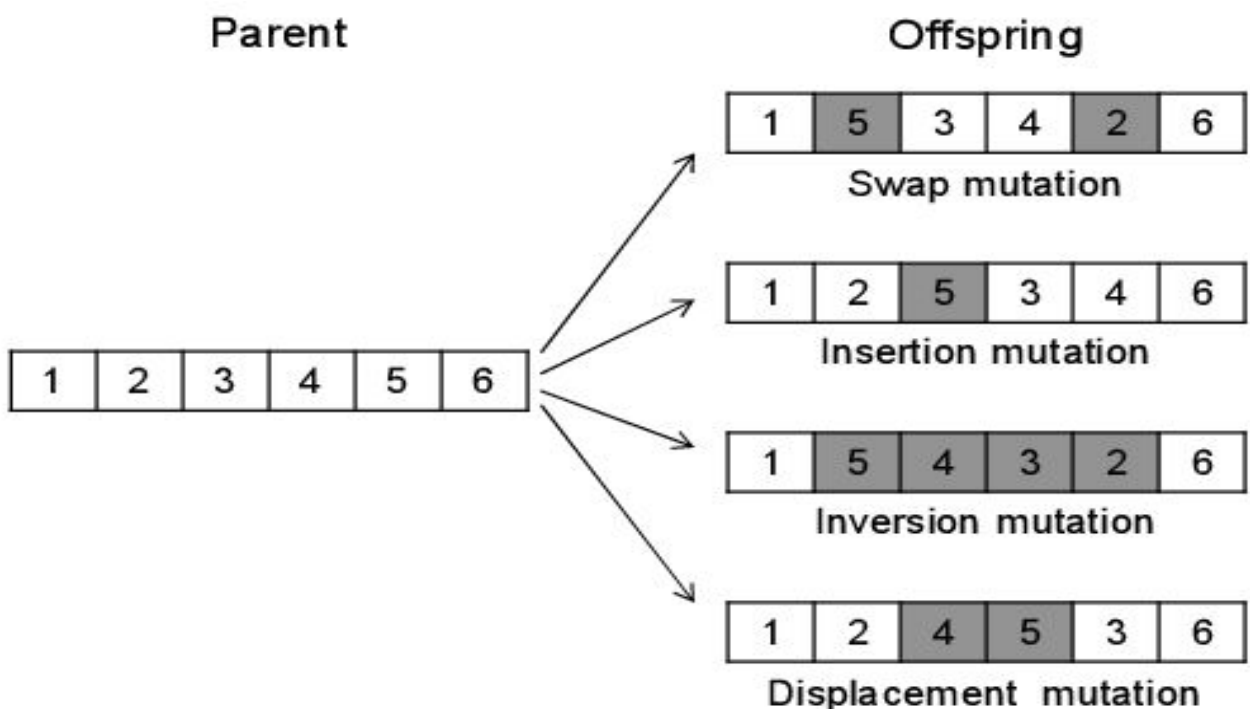 Parent
Offspring
1 5 3 4 2 6
Swap mutation
1 2 5 3 4 6
Insertion mutation
1 2 3 4 5 6
1 5 4 3 2 6
Inversion mutation
1 2 4 5 3 6
Displacement mutation